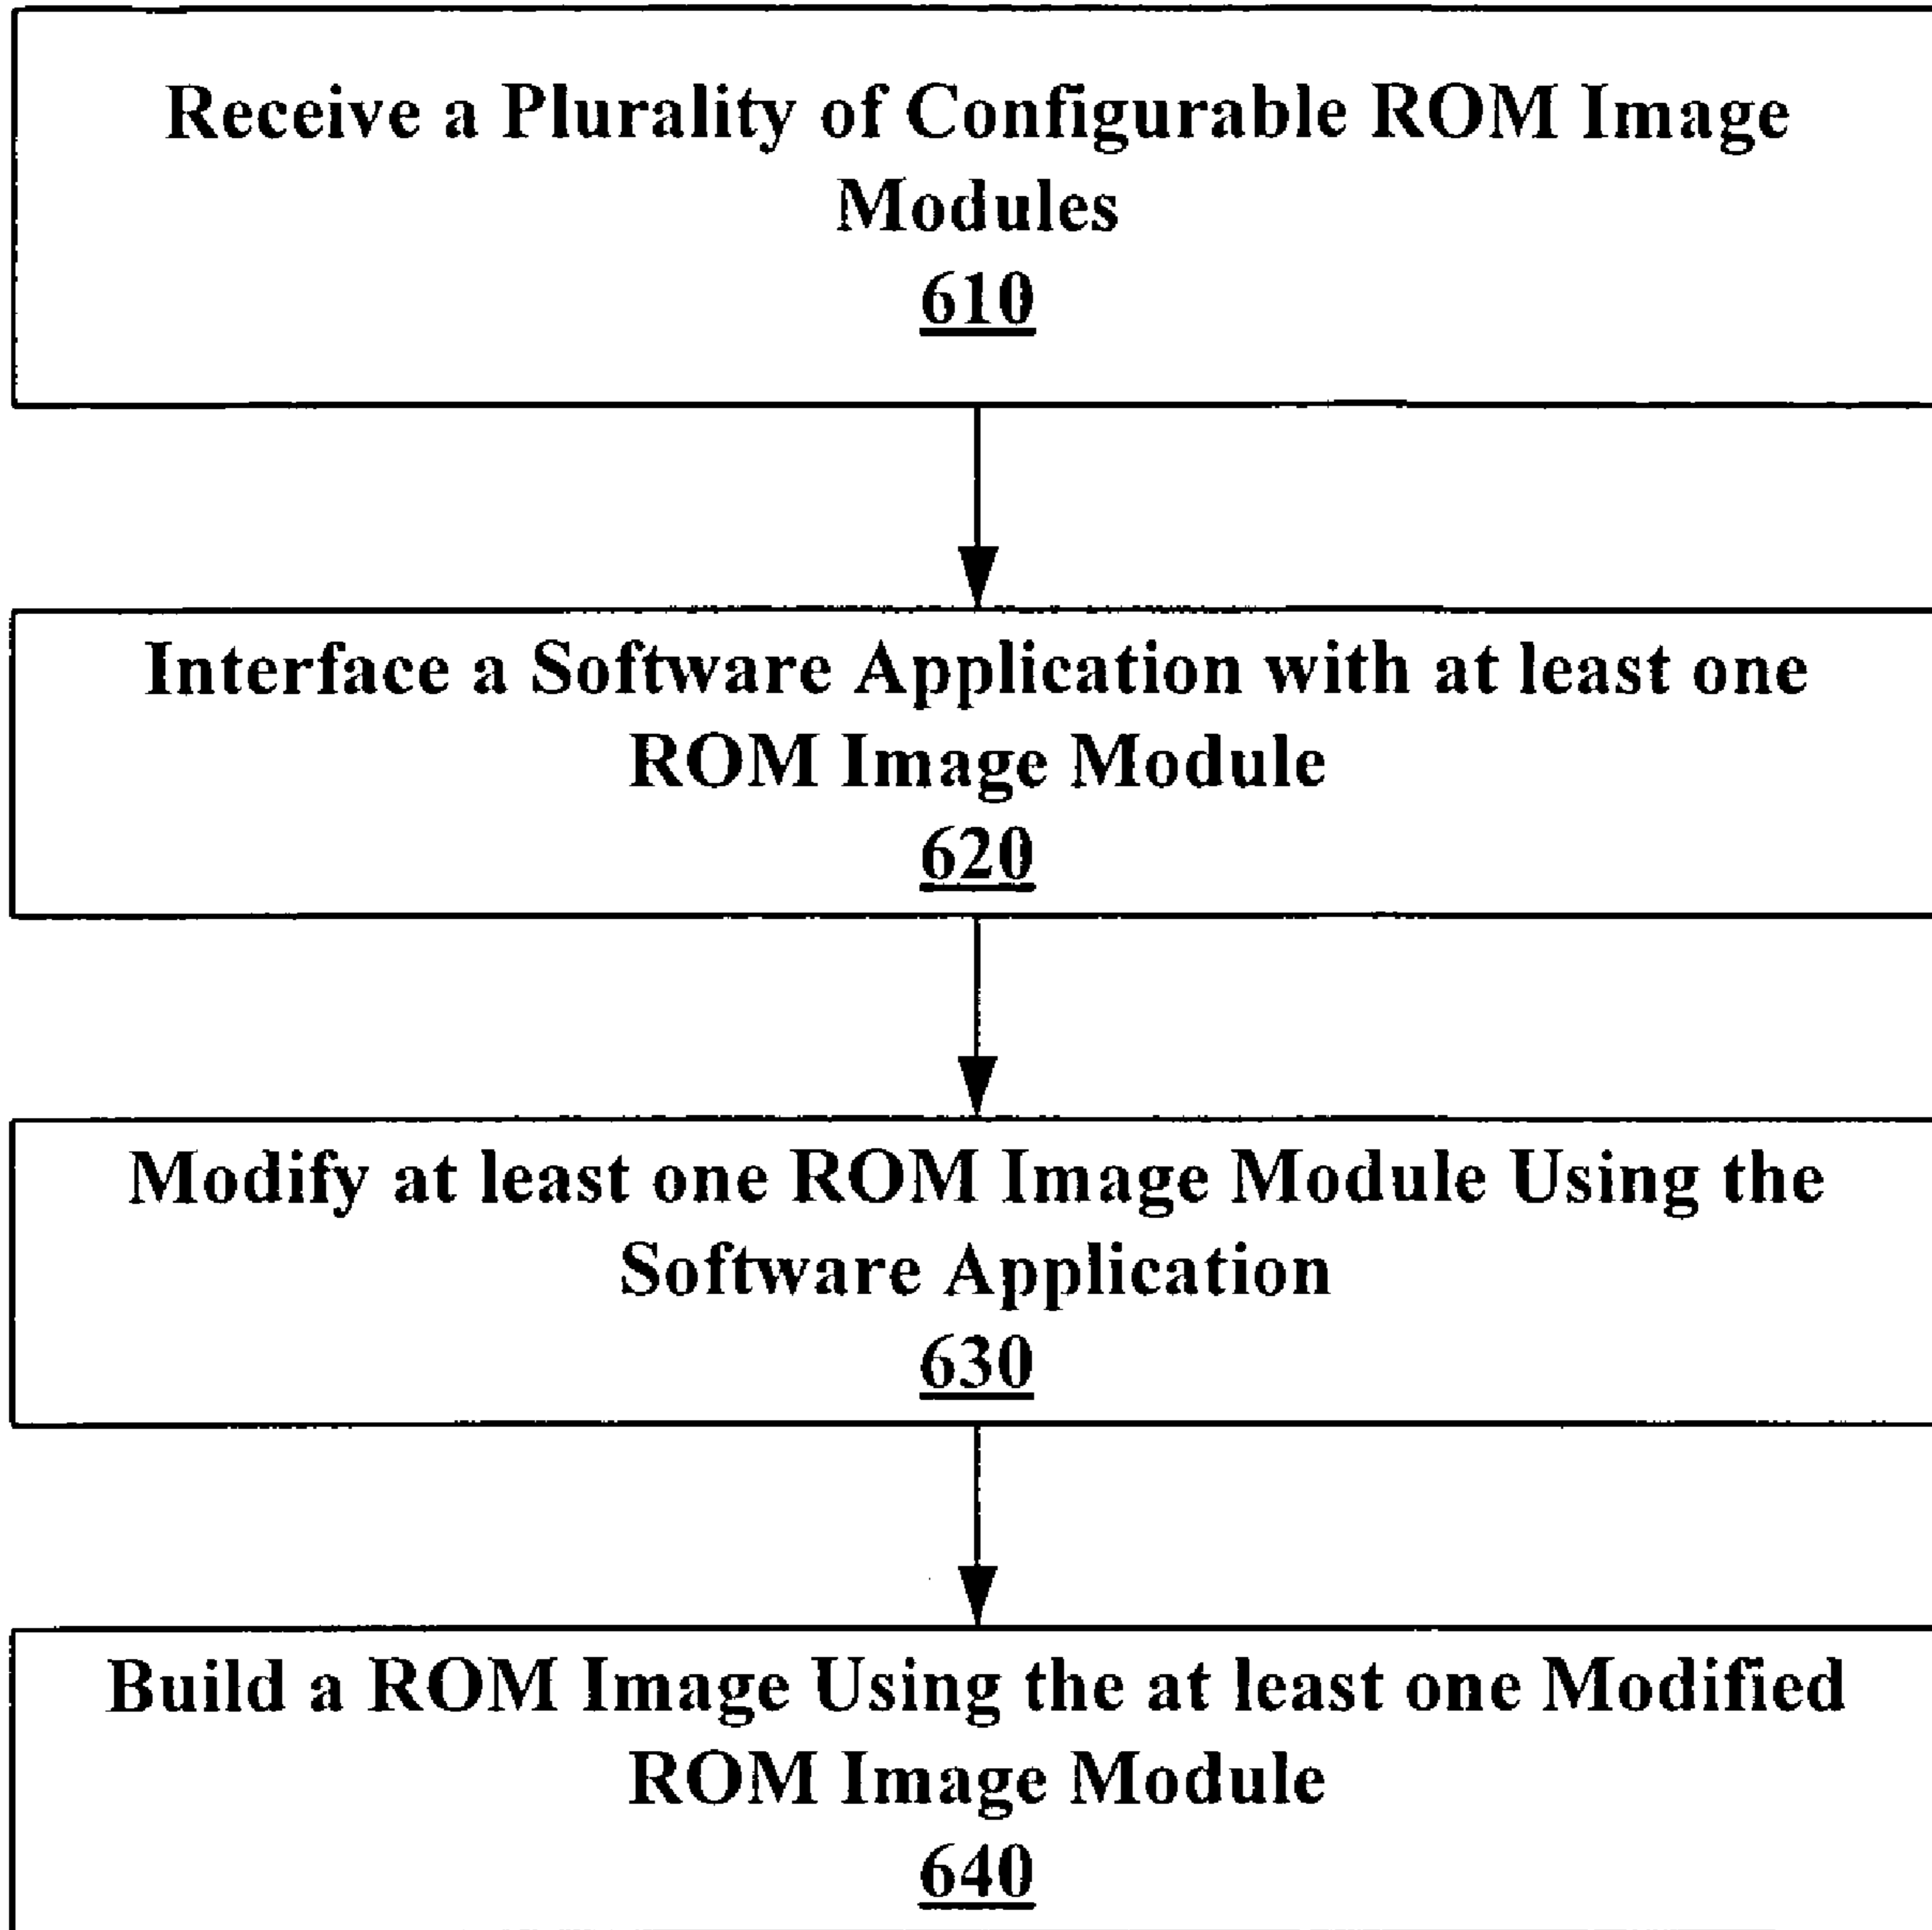 Receive a Plurality of Configurable ROM Image
Modules
610
Interface a Software Application with at least one
ROM Image Module
620
Modify at least one ROM Image Module Using the
Software Application
630
Build a ROM Image Using the at least one Modified
ROM Image Module
640